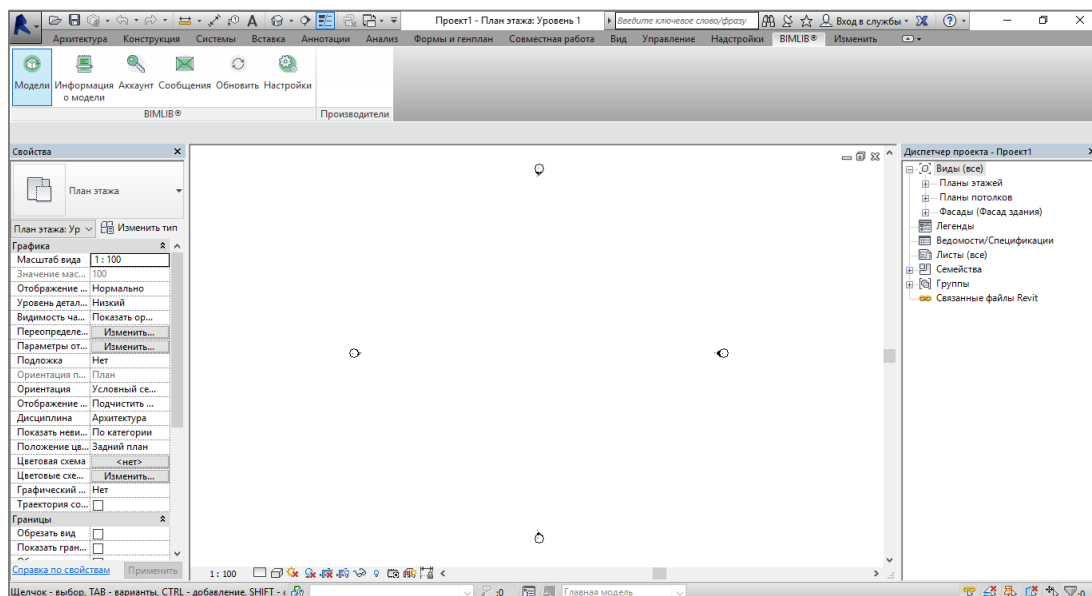 Проект1 - План этажа: Уровень 1
Введите ключевое слово/фразу
Вход в службы
Архитектура Конструкция Системы Вставка Аннотации Анализ Формы и генплан Совместная работа Вид Управление Надстройки BIMLIB® Изменить
Модели Информация о модели Аккаунт Сообщения Обновить Настройки
BIMLIB® Производители
Свойства
План этажа
План этажа: Ур Изменить тип
Графика
Масштаб вида 1 : 100
Значение мас... 100
Отображение ... Нормально
Уровень детал... Низкий
Видимость ча... Показать ор...
Переопределе... Изменить...
Параметры от... Изменить...
Подложка Нет
Ориентация п... План
Ориентация Условный се...
Отображение ... Подчистить ...
Дисциплина Архитектура
Показать неви... По категории
Положение цв... Задний план
Цветовая схема <нет>
Цветовые схе... Изменить...
Графический ... Нет
Траектория со...
Границы
Обрезать вид
Показать гран...
Справка по свойствам Применить
1 : 100
Диспетчер проекта - Проект1
Виды (все)
Планы этажей
Планы потолков
Фасады (Фасад здания)
Легенды
Ведомости/Спецификации
Листы (все)
Семейства
Группы
Связанные файлы Revit
Щелчок - выбор, TAB - варианты, CTRL - добавление, SHIFT - :0 Главная модель :0